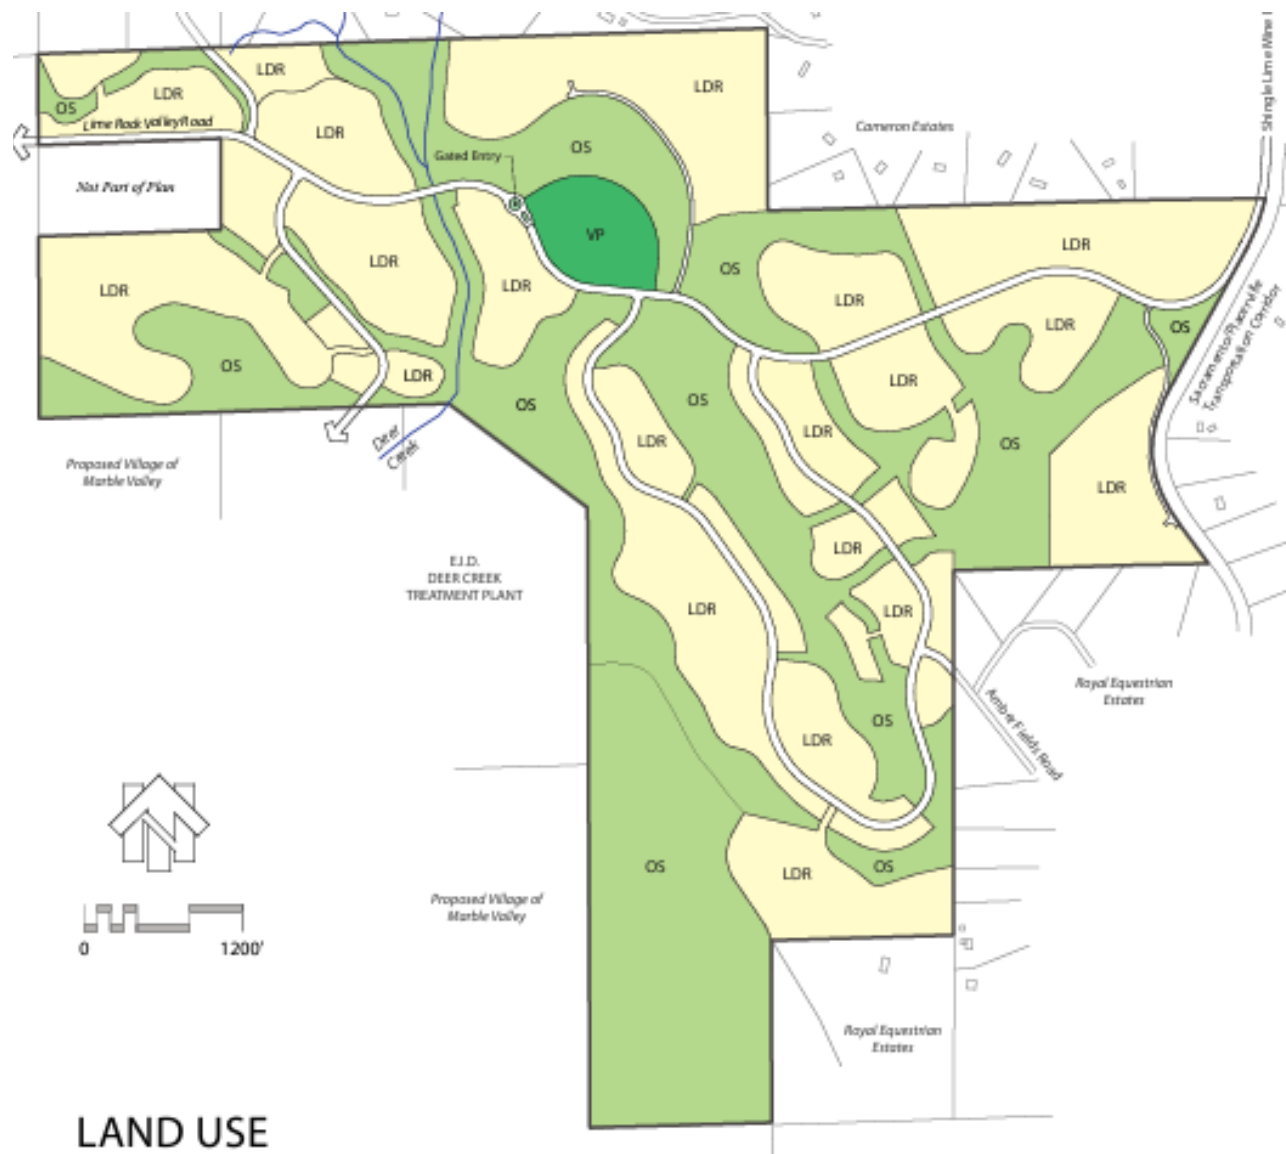 Shingle Lime Mine
LDR
LDR
LDR
OS
Lime Rock Valley Road
LDR
Cameron Estates
OS
Gated Entry
Not Part of Plan
VP
LDR
LDR
OS
LDR
LDR
LDR
LDR
LDR
OS
Sacramento/Placerville
Transportation Corridor
OS
LDR
LDR
OS
OS
LDR
LDR
OS
Deer
Creek
Proposed Village of
Marble Valley
LDR
LDR
E.I.D.
DEER CREEK
TREATMENT PLANT
LDR
LDR
Royal Equestrian
Estates
Amber Fields Road
OS
LDR
OS
LDR
OS
Proposed Village of
Marble Valley
0 1200'
Royal Equestrian
Estates
LAND USE